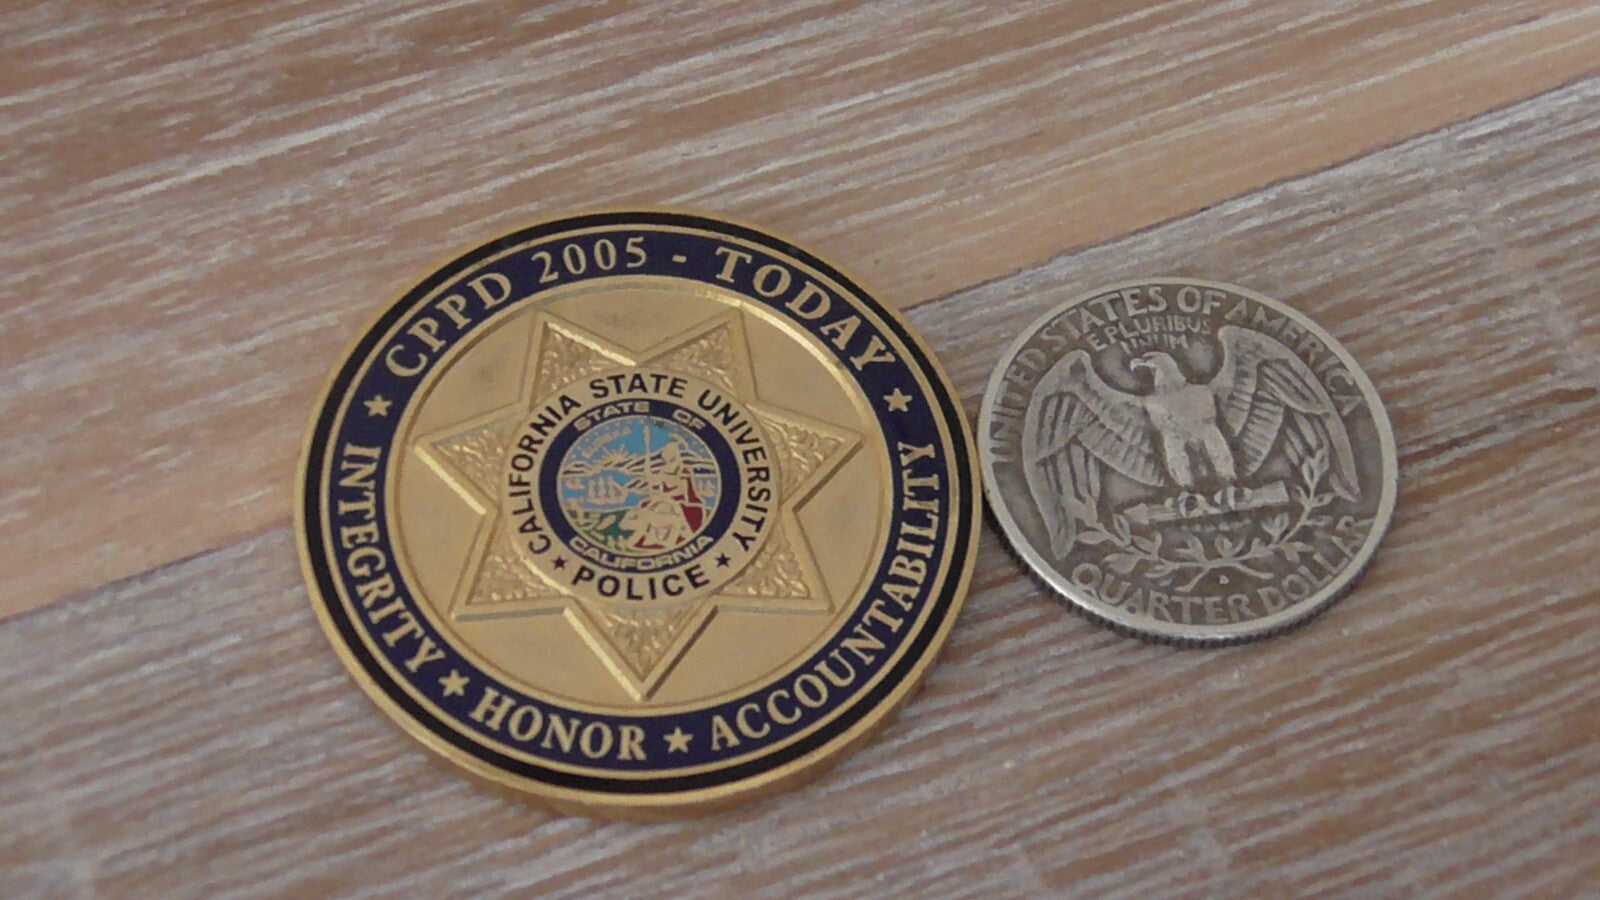 CPPD 2005 - TODAY
INTEGRITY ★ HONOR ★ ACCOUNTABILITY
CALIFORNIA STATE UNIVERSITY
POLICE
STATE OF
CALIFORNIA
UNITED STATES OF AMERICA
E PLURIBUS
UNUM
QUARTER DOLLAR